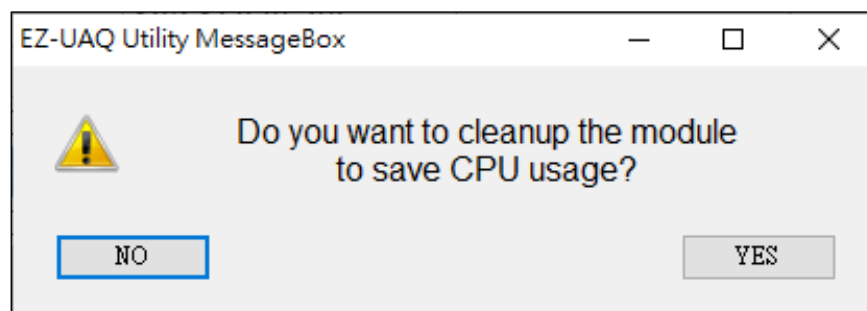 EZ-UAQ Utility MessageBox
Do you want to cleanup the module
to save CPU usage?
NO YES